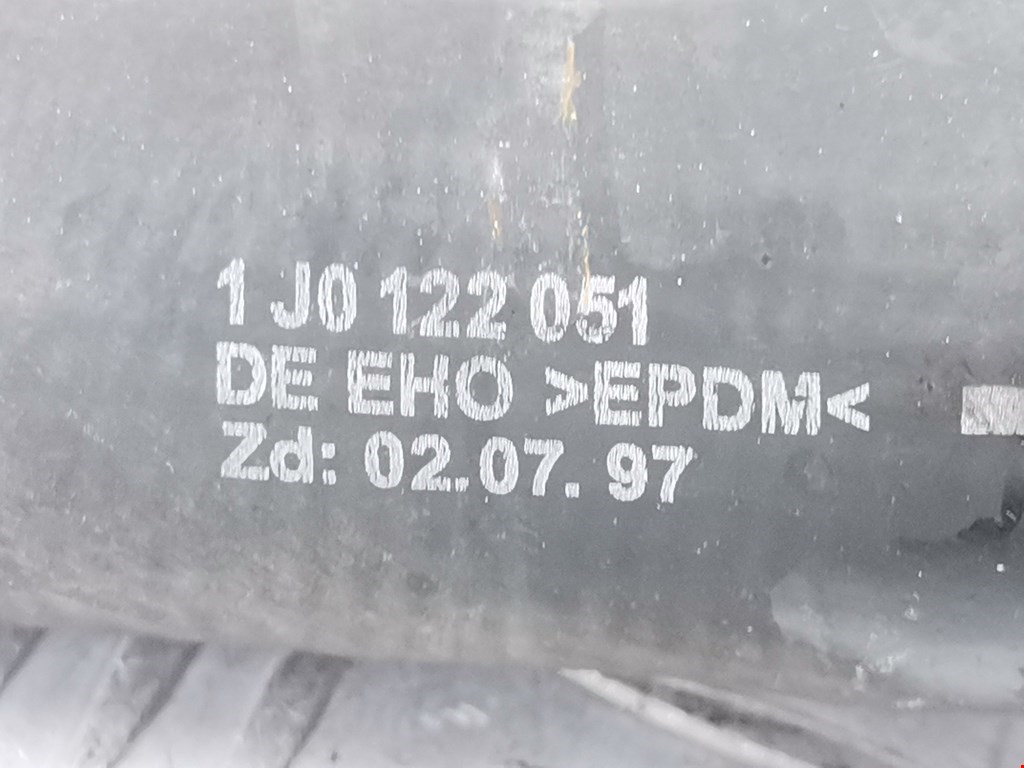 1 J0 122 051
DE EHO >EPDM<
Zd: 02.07.97